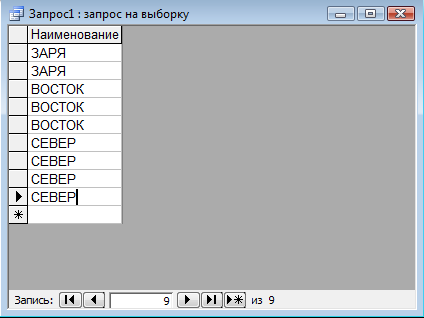 Запрос1 : запрос на выборку
Наименование
ЗАРЯ
ЗАРЯ
ВОСТОК
ВОСТОК
ВОСТОК
СЕВЕР
СЕВЕР
СЕВЕР
СЕВЕР
Запись: 9 из 9